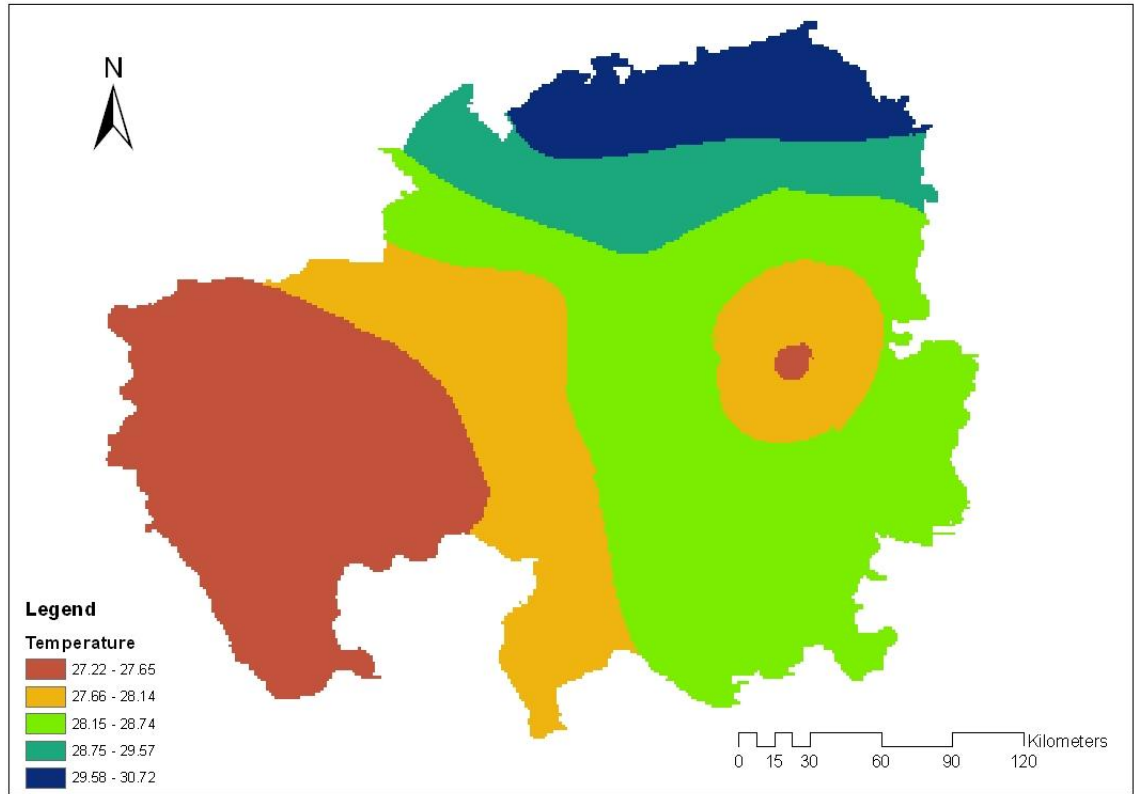 N
Legend
Temperature
27.22 - 27.65
27.66 - 28.14
28.15 - 28.74
28.75 - 29.57
29.58 - 30.72
Kilometers
0 15 30 60 90 120